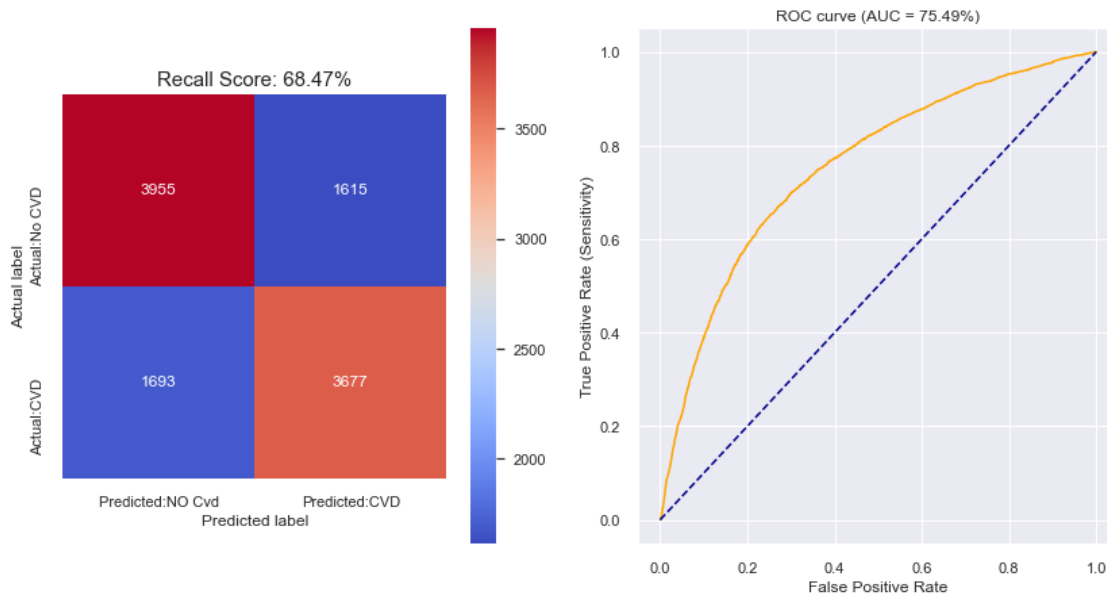 Recall Score: 68.47%
Actual label
Actual:No CVD
Actual:CVD
3955
1615
1693
3677
Predicted:NO Cvd
Predicted:CVD
Predicted label
3500
3000
2500
2000
ROC curve (AUC = 75.49%)
True Positive Rate (Sensitivity)
1.0
0.8
0.6
0.4
0.2
0.0
0.0
0.2
0.4
0.6
0.8
1.0
False Positive Rate